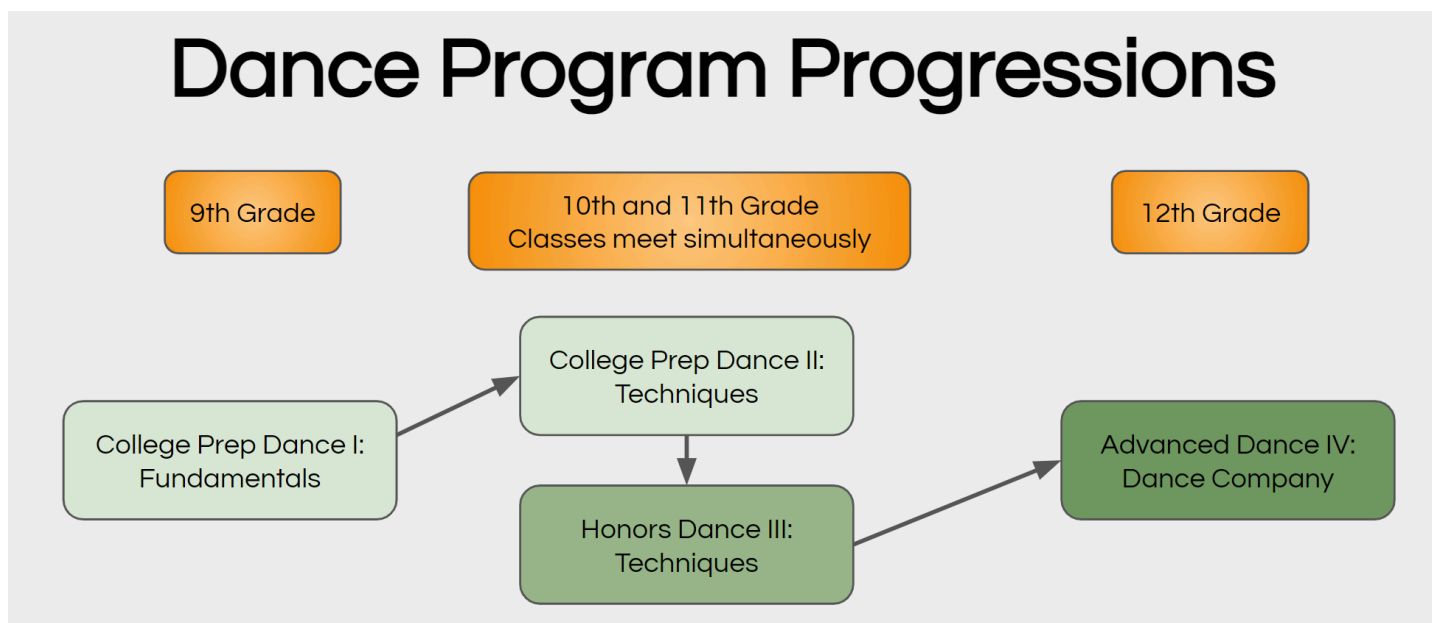 Dance Program Progressions
9th Grade
10th and 11th Grade
Classes meet simultaneously
12th Grade
College Prep Dance I:
Fundamentals
College Prep Dance II:
Techniques
Honors Dance III:
Techniques
Advanced Dance IV:
Dance Company